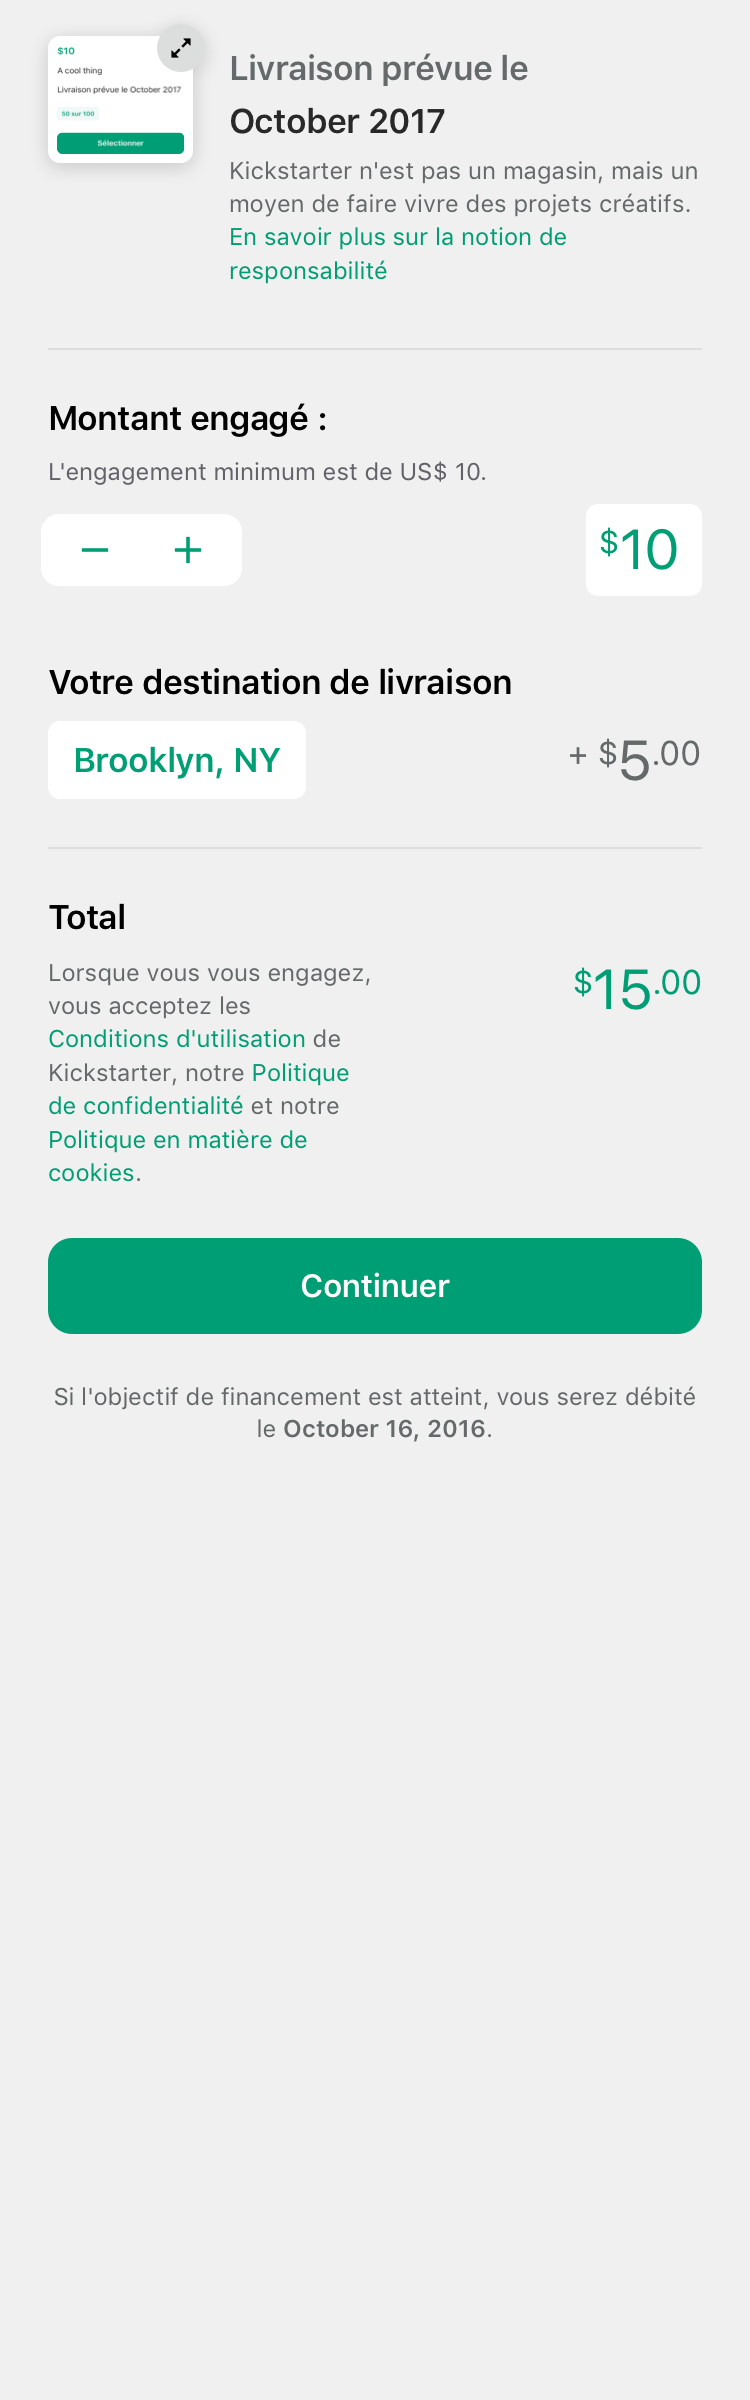 $10
A cool thing
Livraison prévue le October 2017
50 sur 100
Sélectionner
Livraison prévue le
October 2017
Kickstarter n'est pas un magasin, mais un
moyen de faire vivre des projets créatifs.
En savoir plus sur la notion de
responsabilité
Montant engagé :
L'engagement minimum est de US$ 10.
$10
Votre destination de livraison
Brooklyn, NY
+ $5.00
Total
Lorsque vous vous engagez,
vous acceptez les
Conditions d'utilisation de
Kickstarter, notre Politique
de confidentialité et notre
Politique en matière de
cookies.
$15.00
Continuer
Si l'objectif de financement est atteint, vous serez débité
le October 16, 2016.